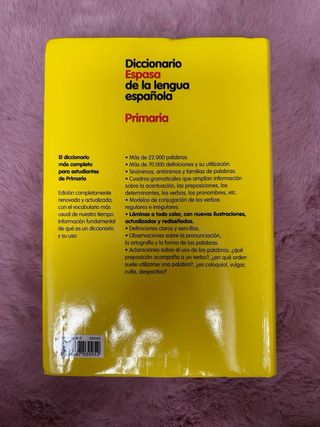 Diccionario
Espasa
de la lengua
española
Primaria
El diccionario
más completo
para estudiantes
de Primaria
Edición completamente
renovada y actualizada,
con el vocabulario más
usual de nuestro tiempo.
Información fundamental
de qué es un diccionario
y su uso
• Más de 22.000 palabras.
• Más de 70.000 definiciones y su utilización.
• Sinónimos, antónimos y familias de palabras.
• Cuadros gramaticales que amplían información
sobre la acentuación, las preposiciones, los
determinantes, los verbos, los pronombres, etc.
• Modelos de conjugación de los verbos
regulares e irregulares.
• Láminas a todo color, con nuevas ilustraciones,
actualizadas y rediseñadas.
• Definiciones claras y sencillas.
• Observaciones sobre la pronunciación,
la ortografía y la forma de las palabras.
• Aclaraciones sobre el uso de las palabras: ¿qué
preposición acompaña a un verbo?, ¿en qué orden
suele utilizarse una palabra?, ¿es coloquial, vulgar,
culta, despectiva?